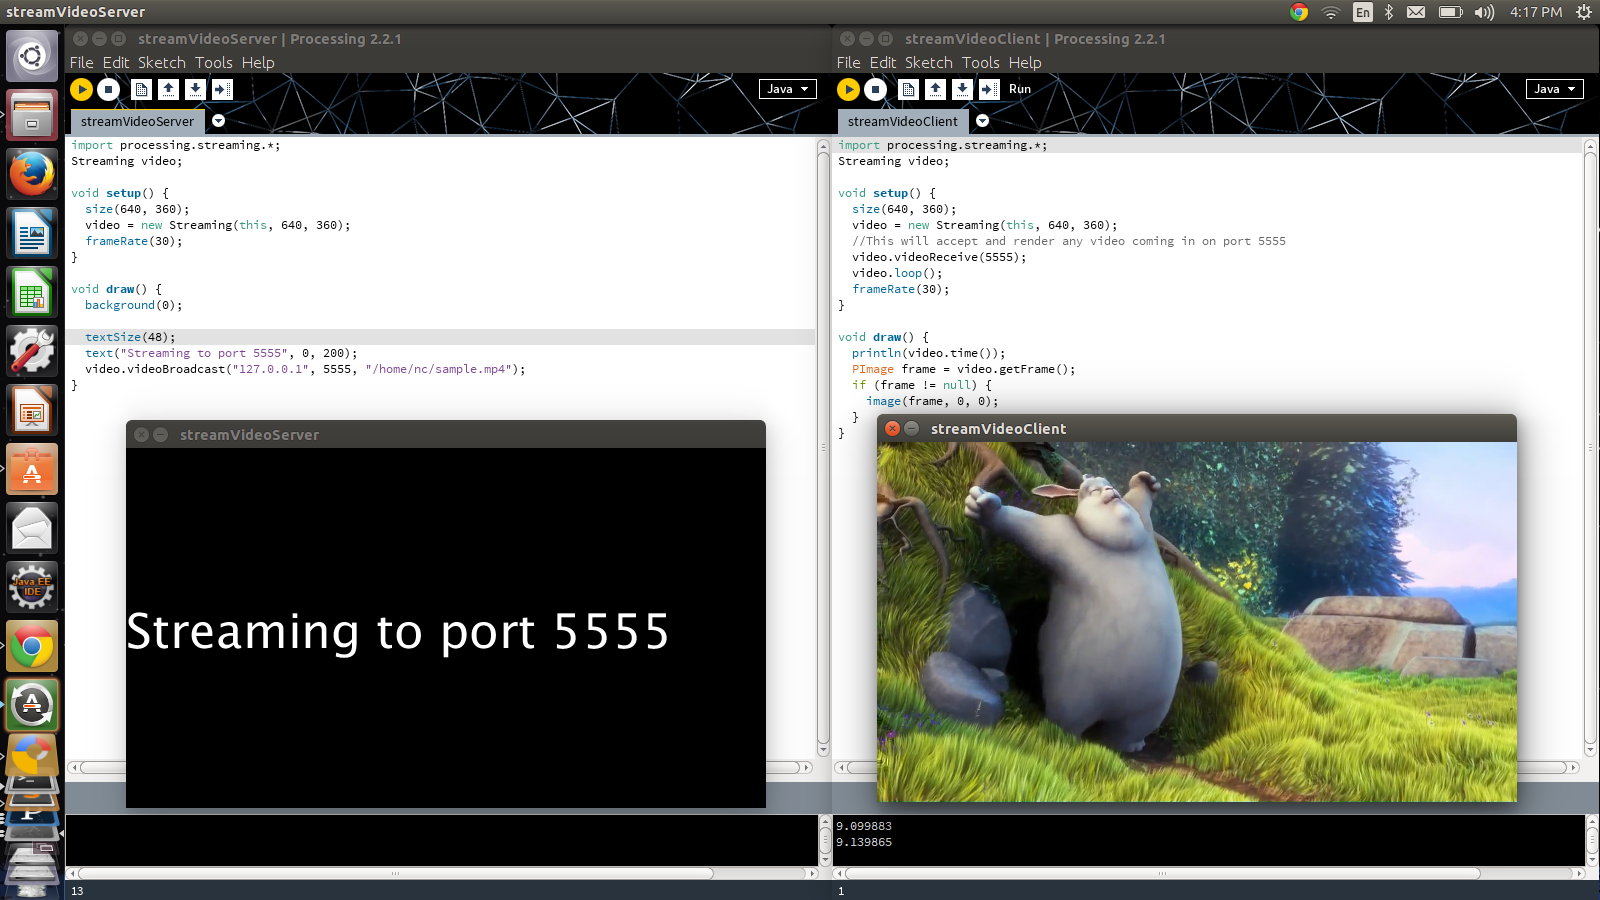 streamVideoServer
En
4:17 PM
streamVideoServer | Processing 2.2.1
File Edit Sketch Tools Help
Java
streamVideoServer
import processing.streaming.*;
Streaming video;
void setup() {
size(640, 360);
video = new Streaming(this, 640, 360);
frameRate(30);
}
void draw() {
background(0);
textSize(48);
text("Streaming to port 5555", 0, 200);
video.videoBroadcast("127.0.0.1", 5555, "/home/nc/sample.mp4");
}
streamVideoServer
Streaming to port 5555
13
streamVideoClient | Processing 2.2.1
File Edit Sketch Tools Help
Run
Java
streamVideoClient
import processing.streaming.*;
Streaming video;
void setup() {
size(640, 360);
video = new Streaming(this, 640, 360);
//This will accept and render any video coming in on port 5555
video.videoReceive(5555);
video.loop();
frameRate(30);
}
void draw() {
println(video.time());
PImage frame = video.getFrame();
if (frame != null) {
image(frame, 0, 0);
}
}
streamVideoClient
9.099883
9.139865
1
Java EE
IDE